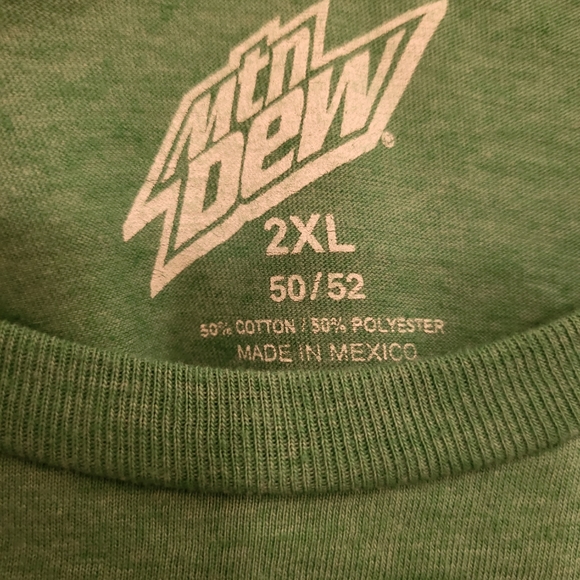 Mtn
Dew®
2XL
50/52
50% COTTON / 50% POLYESTER
MADE IN MEXICO